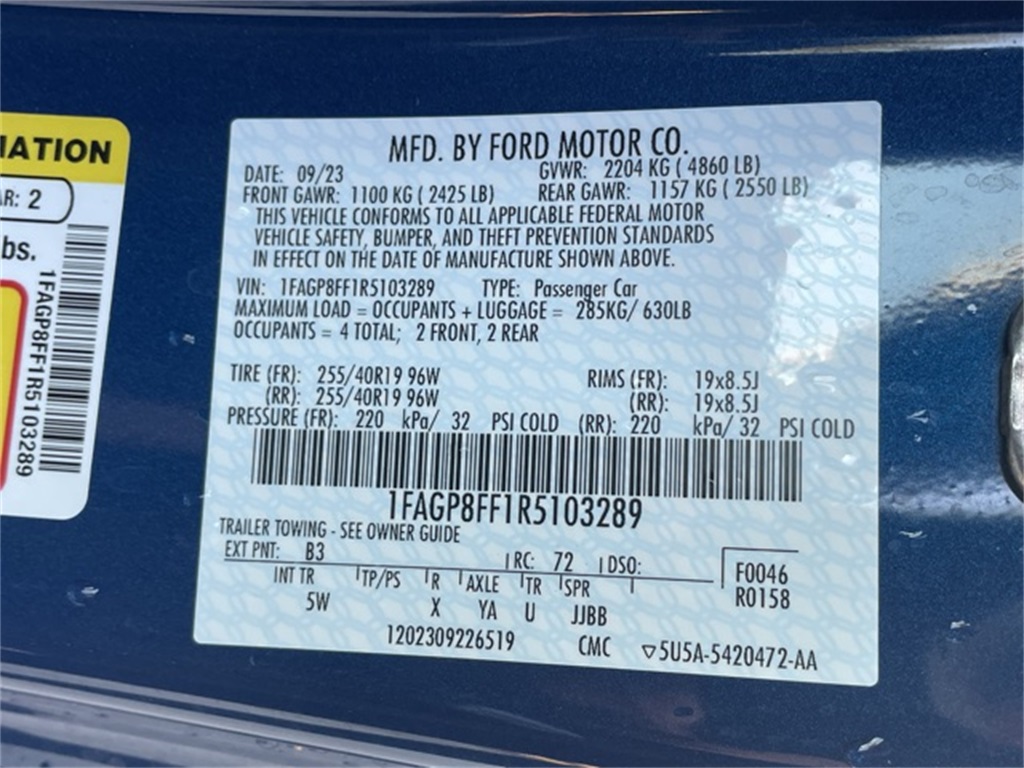 MATION
AR: 2
bs.
1FAGP8FF1R5103289
MFD. BY FORD MOTOR CO.
DATE: 09/23 GVWR: 2204 KG ( 4860 LB)
FRONT GAWR: 1100 KG ( 2425 LB) REAR GAWR: 1157 KG ( 2550 LB)
THIS VEHICLE CONFORMS TO ALL APPLICABLE FEDERAL MOTOR
VEHICLE SAFETY, BUMPER, AND THEFT PREVENTION STANDARDS
IN EFFECT ON THE DATE OF MANUFACTURE SHOWN ABOVE.
VIN: 1FAGP8FF1R5103289 TYPE: Passenger Car
MAXIMUM LOAD = OCCUPANTS + LUGGAGE = 285KG/ 630LB
OCCUPANTS = 4 TOTAL; 2 FRONT, 2 REAR
TIRE (FR): 255/40R19 96W RIMS (FR): 19x8.5J
(RR): 255/40R19 96W (RR): 19x8.5J
PRESSURE (FR): 220 kPa/ 32 PSI COLD (RR): 220 kPa/ 32 PSI COLD
1FAGP8FF1R5103289
TRAILER TOWING - SEE OWNER GUIDE
EXT PNT: B3 RC: 72 DSO: F0046
INT TR TP/PS R AXLE TR SPR R0158
5W X YA U JJBB
1202309226519 CMC ▽5U5A-5420472-AA